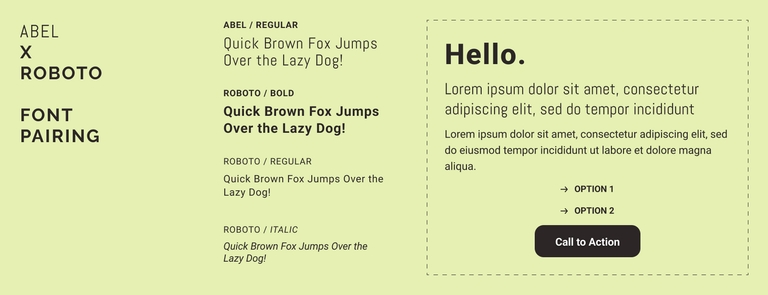 ABEL
X
ROBOTO
FONT
PAIRING
ABEL / REGULAR
Quick Brown Fox Jumps
Over the Lazy Dog!
ROBOTO / BOLD
Quick Brown Fox Jumps
Over the Lazy Dog!
ROBOTO / REGULAR
Quick Brown Fox Jumps Over the
Lazy Dog!
ROBOTO / ITALIC
Quick Brown Fox Jumps Over the
Lazy Dog!
Hello.
Lorem ipsum dolor sit amet, consectetur
adipiscing elit, sed do tempor incididunt
Lorem ipsum dolor sit amet, consectetur adipiscing elit, sed
do eiusmod tempor incididunt ut labore et dolore magna
aliqua.
→ OPTION 1
→ OPTION 2
Call to Action